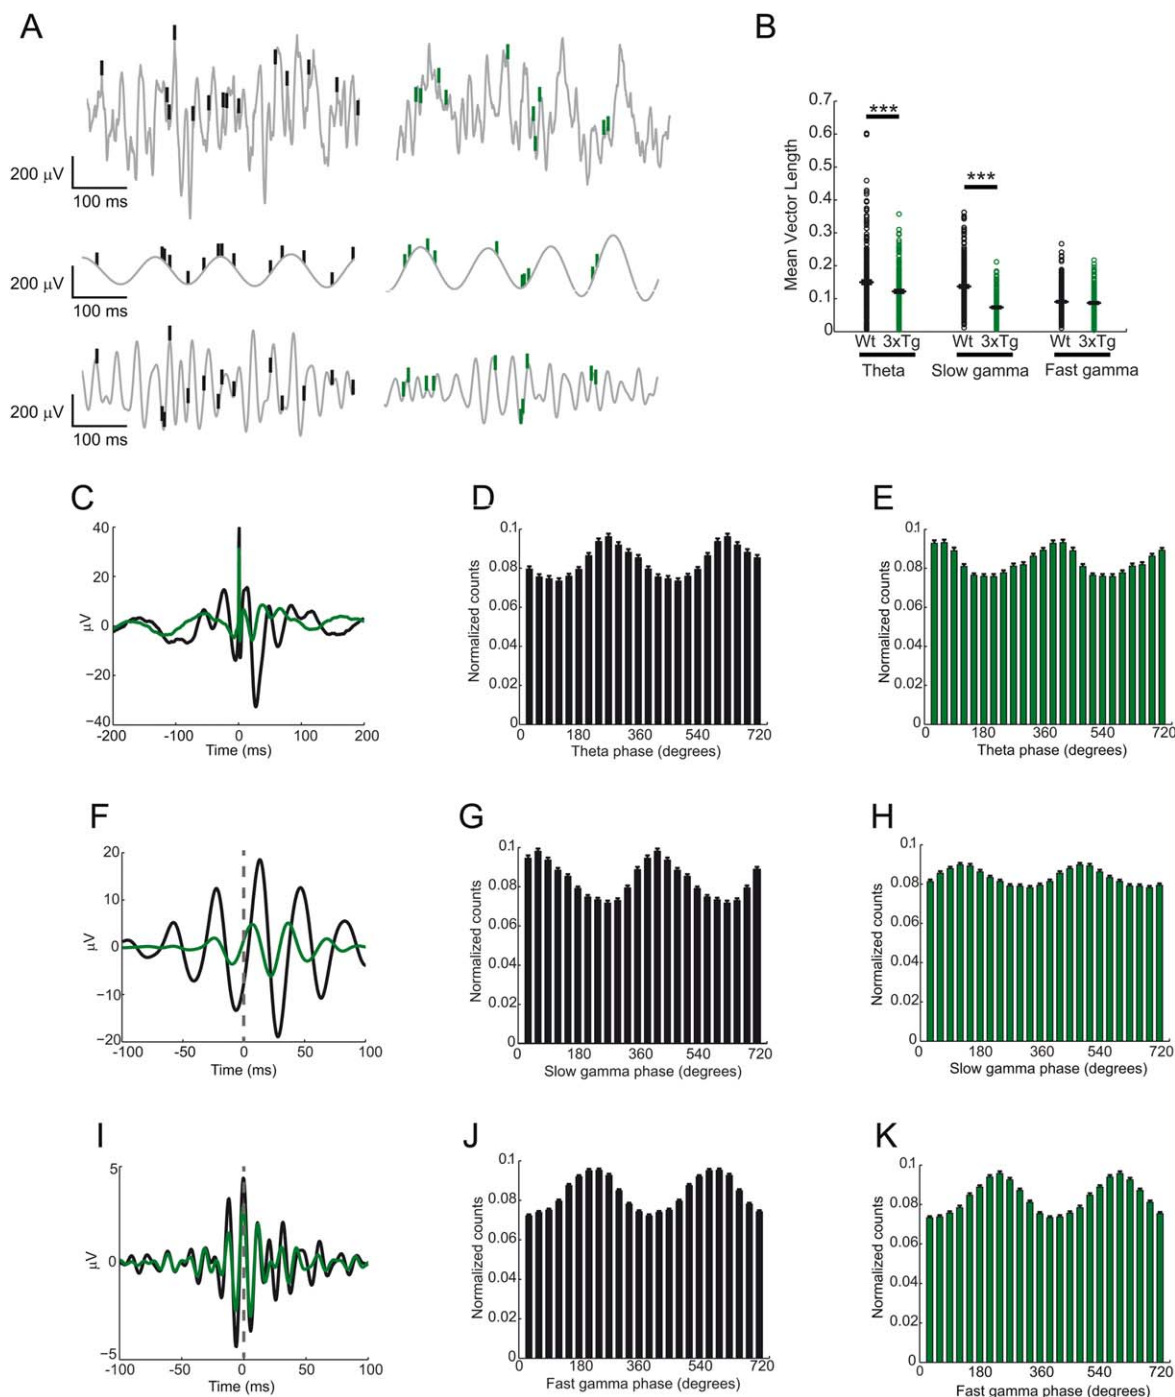 A
200 μV
100 ms
200 μV
100 ms
200 μV
100 ms
B
Mean Vector Length
0.7
0.6
0.5
0.4
0.3
0.2
0.1
0
***
***
Wt 3xTg Wt 3xTg Wt 3xTg
Theta Slow gamma Fast gamma
C
μV
40
20
0
−20
−40
-200 -100 0 100 200
Time (ms)
D
Normalized counts
0.1
0.08
0.06
0.04
0.02
0
0 180 360 540 720
Theta phase (degrees)
E
Normalized counts
0.1
0.08
0.06
0.04
0.02
0
0 180 360 540 720
Theta phase (degrees)
F
μV
20
10
0
−10
−20
-100 -50 0 50 100
Time (ms)
G
Normalized counts
0.1
0.08
0.06
0.04
0.02
0
0 180 360 540 720
Slow gamma phase (degrees)
H
Normalized counts
0.1
0.08
0.06
0.04
0.02
0
0 180 360 540 720
Slow gamma phase (degrees)
I
μV
5
0
−5
-100 -50 0 50 100
Time (ms)
J
Normalized counts
0.1
0.08
0.06
0.04
0.02
0
0 180 360 540 720
Fast gamma phase (degrees)
K
Normalized counts
0.1
0.08
0.06
0.04
0.02
0
0 180 360 540 720
Fast gamma phase (degrees)